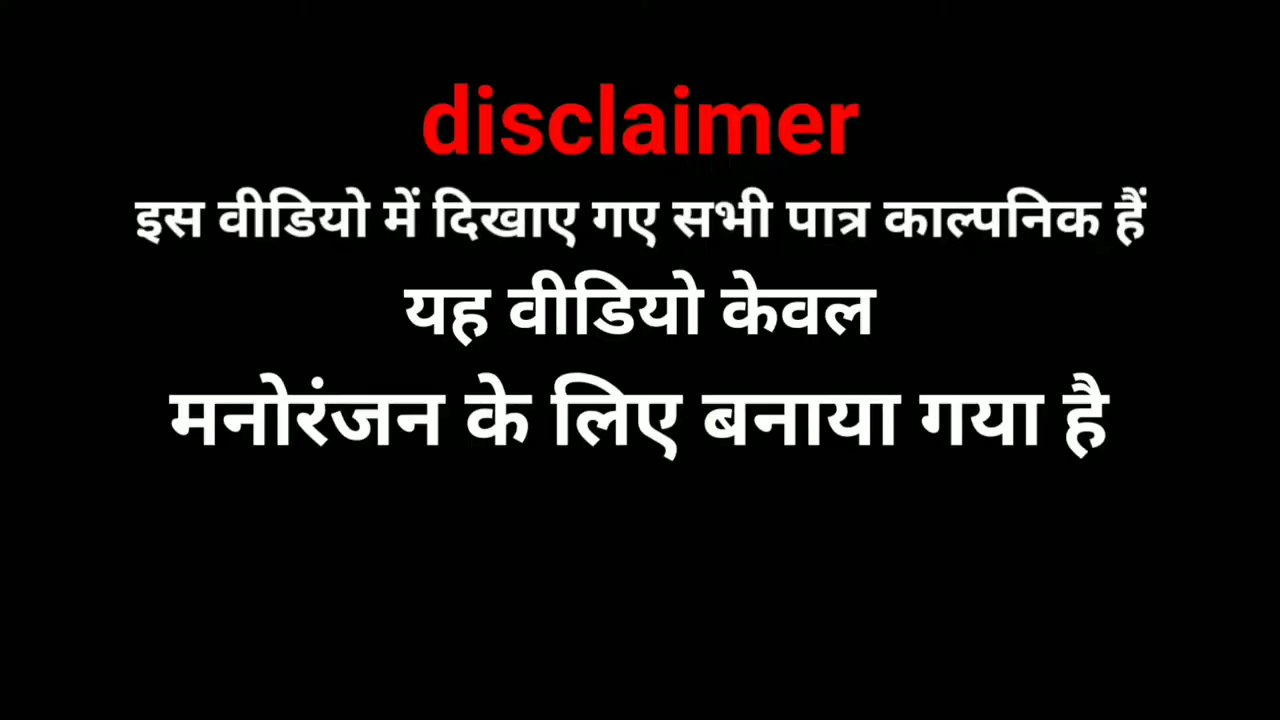 disclaimer
इस वीडियो में दिखाए गए सभी पात्र काल्पनिक हैं
यह वीडियो केवल
मनोरंजन के लिए बनाया गया है